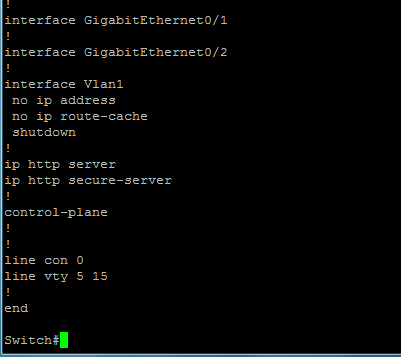 !
interface GigabitEthernet0/1
!
interface GigabitEthernet0/2
!
interface Vlan1
 no ip address
 no ip route-cache
 shutdown
!
ip http server
ip http secure-server
!
control-plane
!
!
line con 0
line vty 5 15
!
end

Switch#